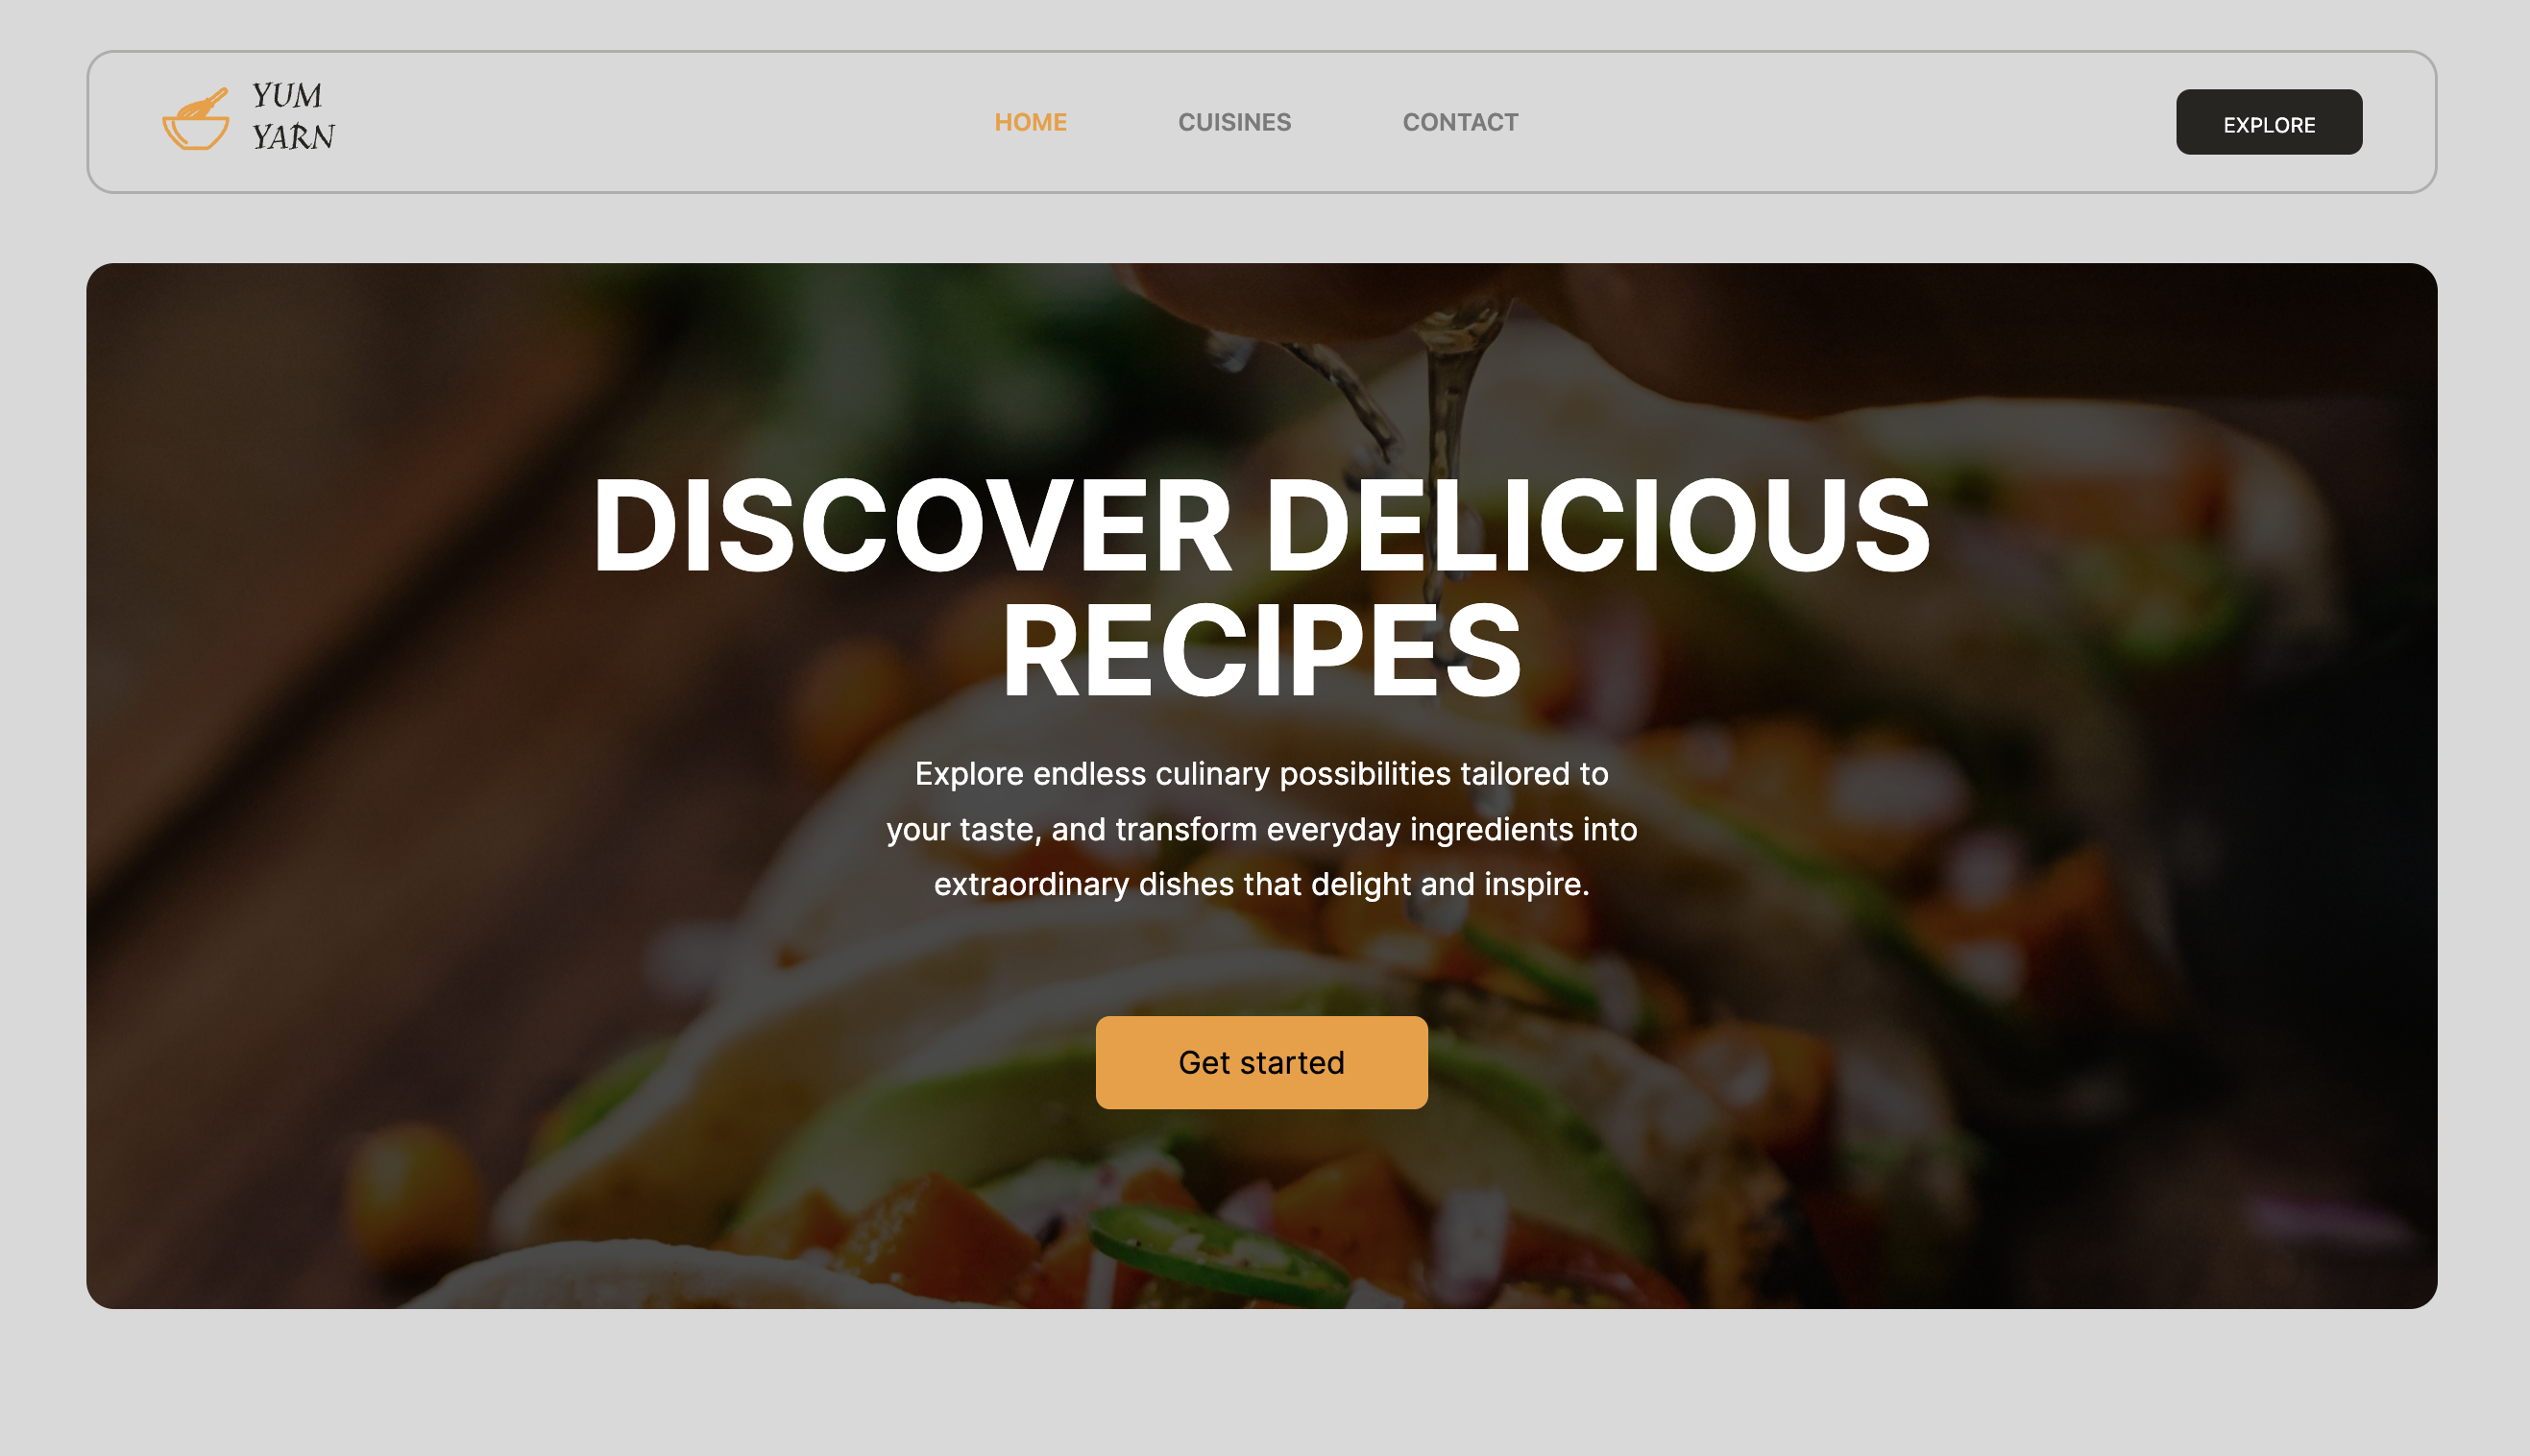 YUM
YARN
HOME
CUISINES
CONTACT
EXPLORE
DISCOVER DELICIOUS
RECIPES
Explore endless culinary possibilities tailored to
your taste, and transform everyday ingredients into
extraordinary dishes that delight and inspire.
Get started